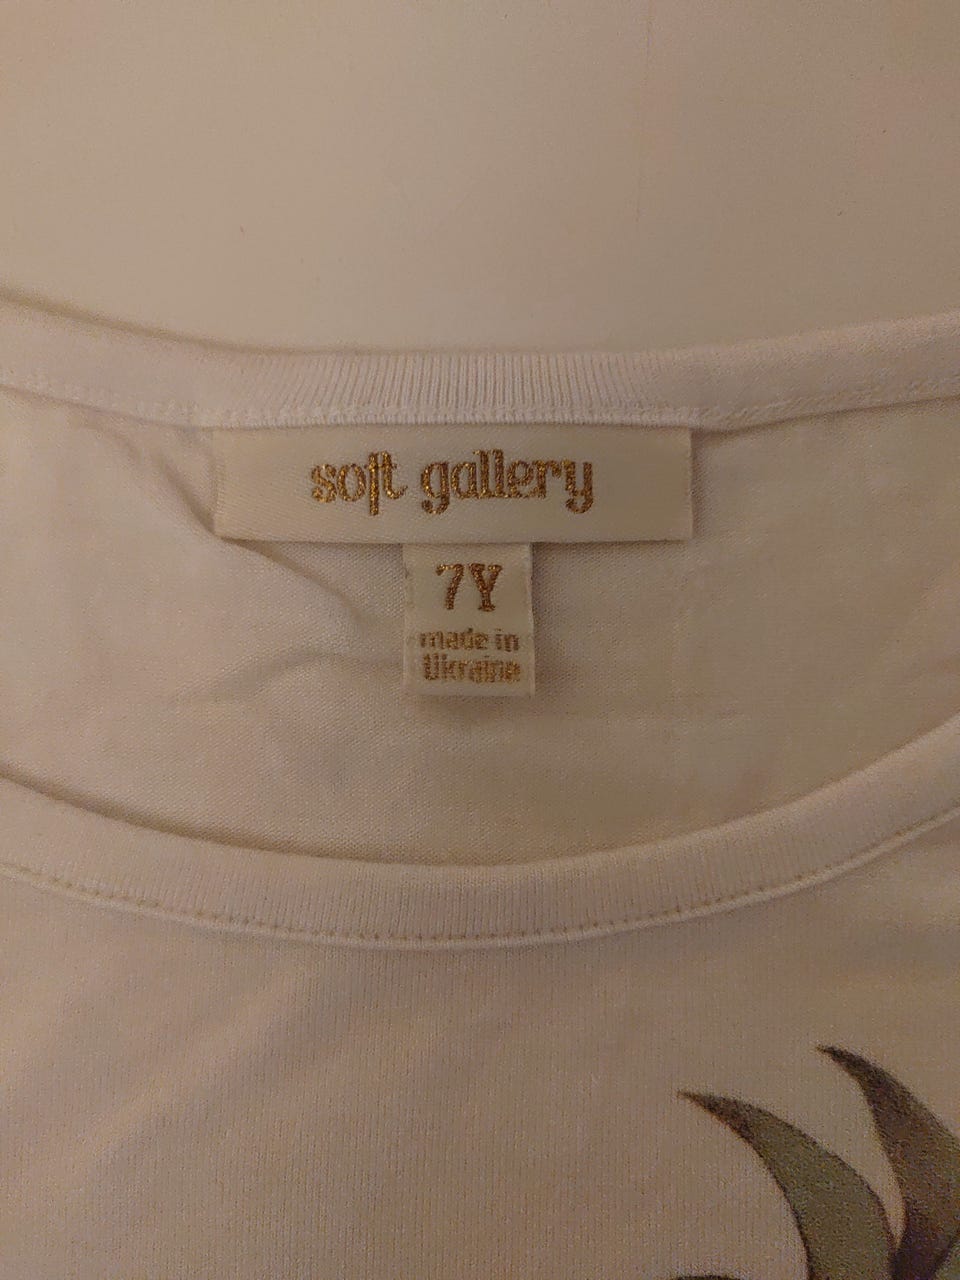 soft gallery
7Y
made in
Ukraine